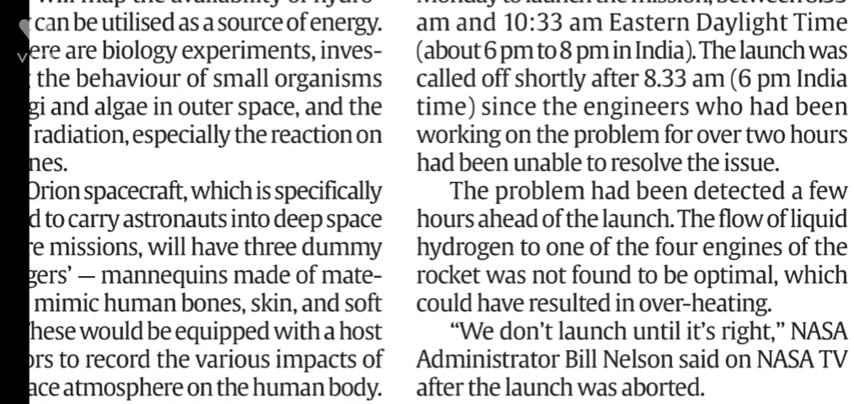 can be utilised as a source of energy.
are biology experiments, inves-
the behaviour of small organisms
and algae in outer space, and the
radiation, especially the reaction on
Orion spacecraft, which is specifically
to carry astronauts into deep space
missions, will have three dummy
— mannequins made of mate-
mimic human bones, skin, and soft
would be equipped with a host
to record the various impacts of
atmosphere on the human body.
am and 10:33 am Eastern Daylight Time
(about 6 pm to 8 pm in India). The launch was
called off shortly after 8.33 am (6 pm India
time) since the engineers who had been
working on the problem for over two hours
had been unable to resolve the issue.
The problem had been detected a few
hours ahead of the launch. The flow of liquid
hydrogen to one of the four engines of the
rocket was not found to be optimal, which
could have resulted in over-heating.
“We don’t launch until it’s right,” NASA
Administrator Bill Nelson said on NASA TV
after the launch was aborted.